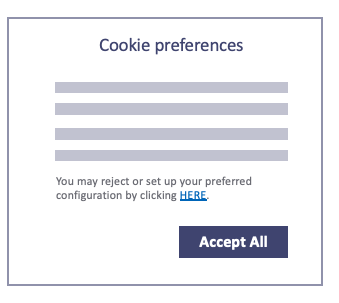 Cookie preferences
You may reject or set up your preferred
configuration by clicking HERE.
Accept All